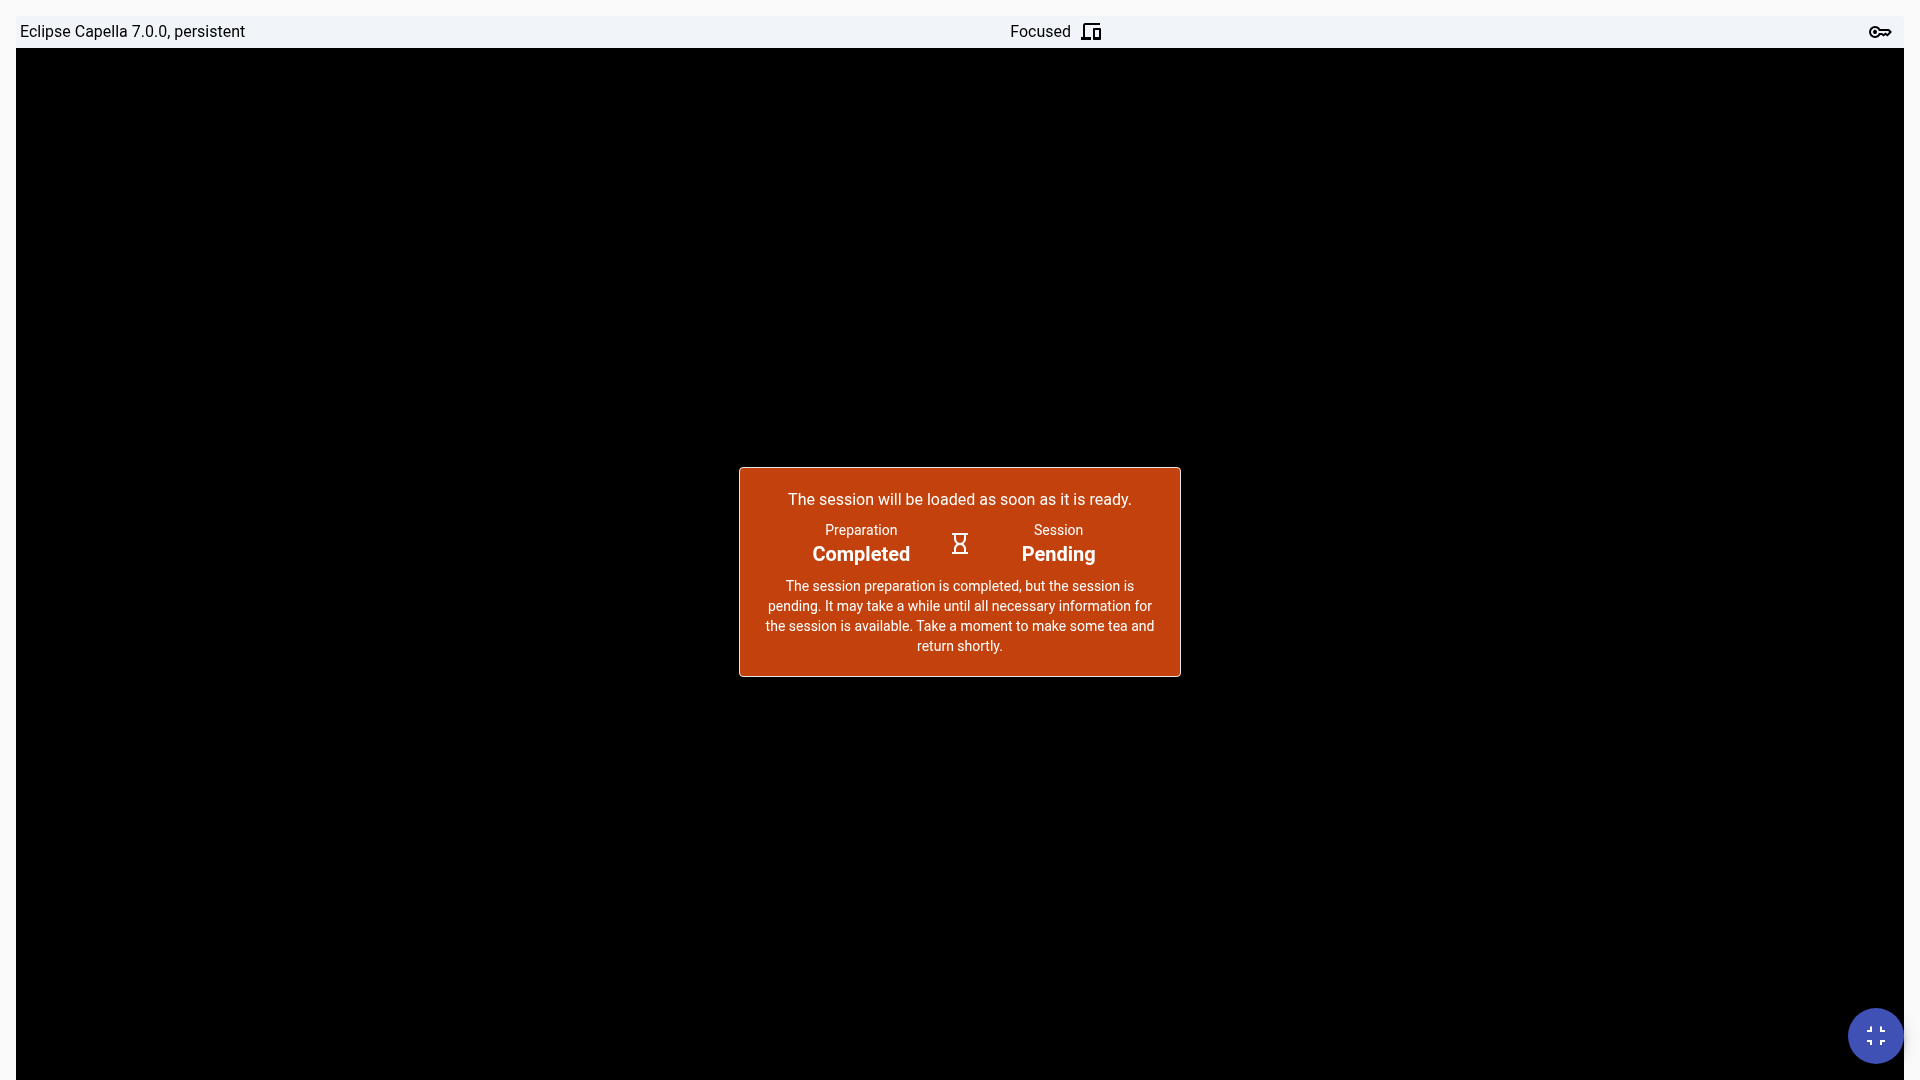 Eclipse Capella 7.0.0, persistent
Focused
The session will be loaded as soon as it is ready.
Preparation
Completed
Session
Pending
The session preparation is completed, but the session is
pending. It may take a while until all necessary information for
the session is available. Take a moment to make some tea and
return shortly.